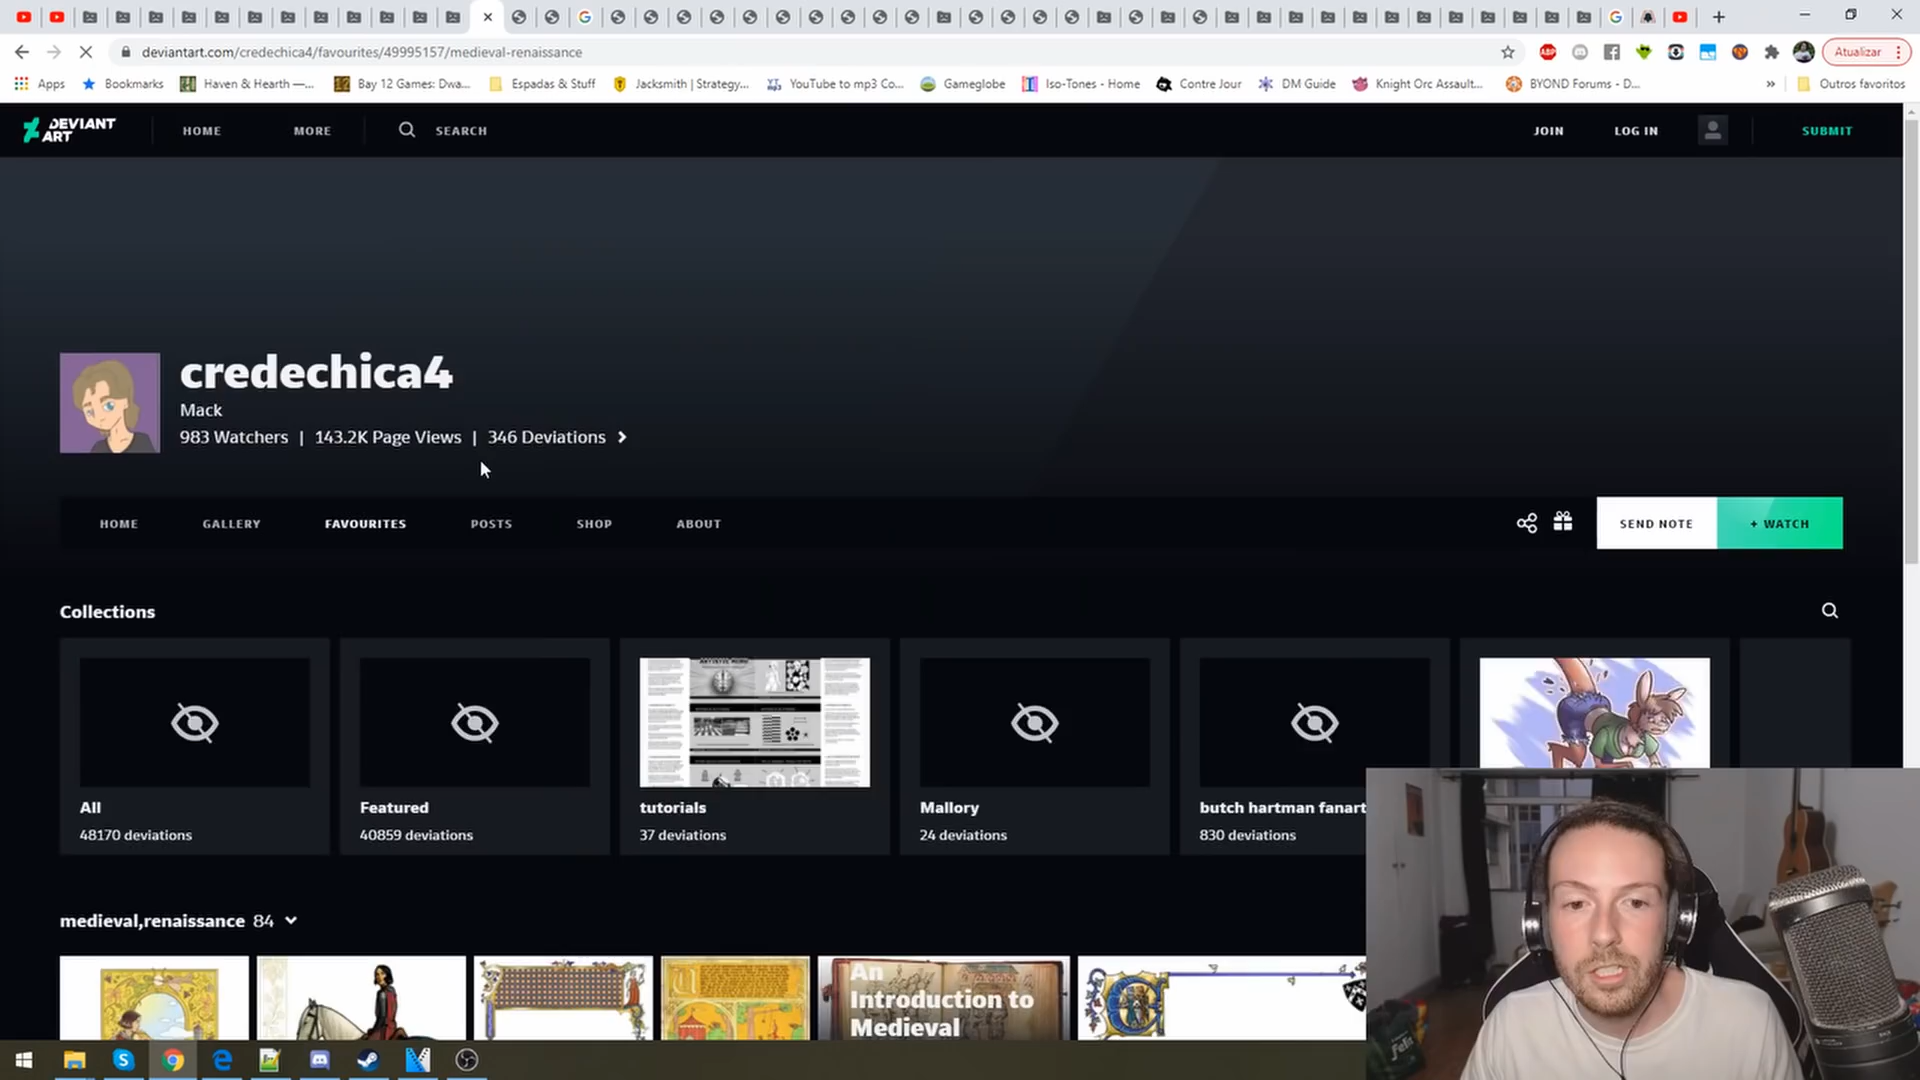 deviantart.com/credechica4/favourites/49995157/medieval-renaissance
Atualizar
Apps
Bookmarks
Haven & Hearth —...
Bay 12 Games: Dwa...
Espadas & Stuff
Jacksmith | Strategy...
YouTube to mp3 Co...
Gameglobe
Iso-Tones - Home
Contre Jour
DM Guide
Knight Orc Assault...
BYOND Forums - D...
»
Outros favoritos
DEVIANT
ART
HOME
MORE
SEARCH
JOIN
LOG IN
SUBMIT
credechica4
Mack
983 Watchers | 143.2K Page Views | 346 Deviations
HOME
GALLERY
FAVOURITES
POSTS
SHOP
ABOUT
SEND NOTE
+ WATCH
Collections
All
48170 deviations
Featured
40859 deviations
tutorials
37 deviations
Mallory
24 deviations
butch hartman fanart
830 deviations
medieval,renaissance 84
An
Introduction to
Medieval